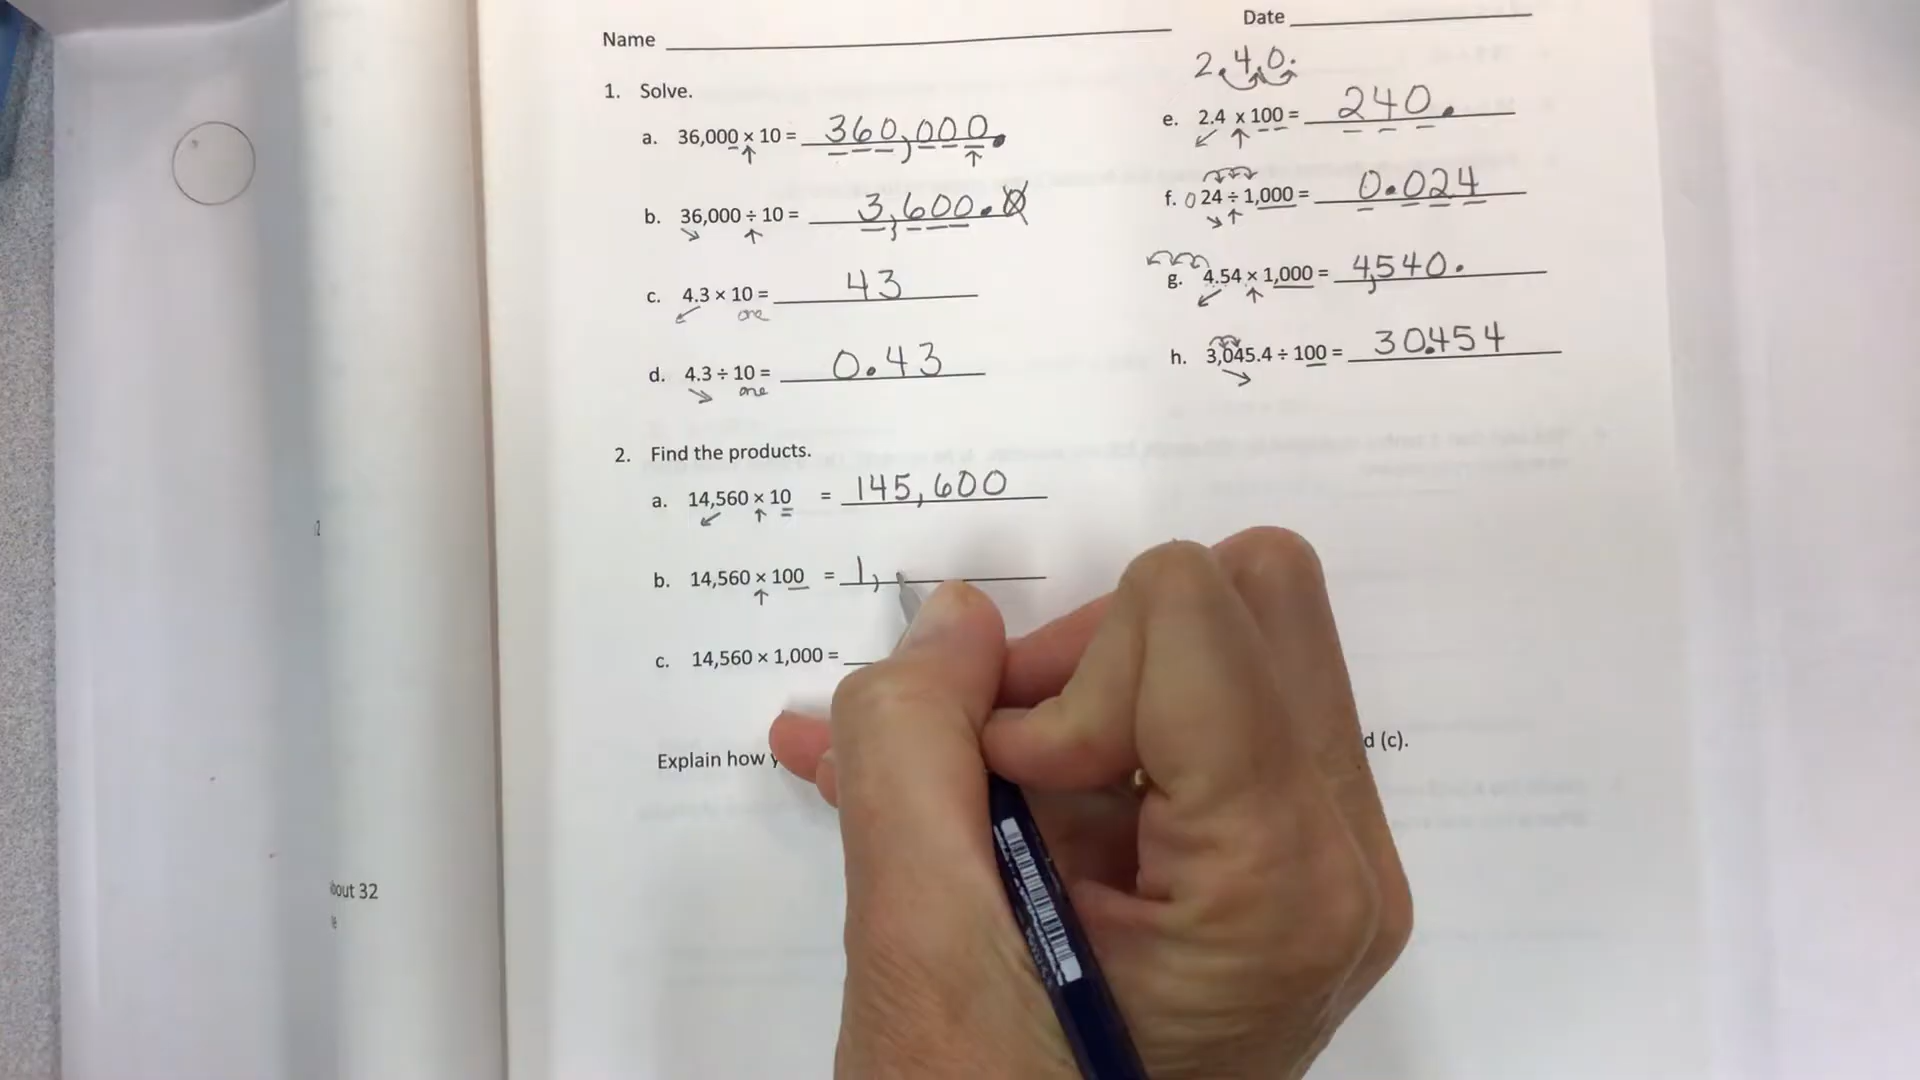 Name
Date
1. Solve.
a. 36,000 × 10 = 360,000.
b. 36,000 ÷ 10 = 3,600.0
c. 4.3 × 10 = 43
one
d. 4.3 ÷ 10 = 0.43
one
2.40.
e. 2.4 x 100 = 240.
f. 0 24 ÷ 1,000 = 0.024
g. 4.54 × 1,000 = 4,540.
h. 3,045.4 ÷ 100 = 30.454
2. Find the products.
a. 14,560 × 10 = 145,600
b. 14,560 × 100 = 1,
c. 14,560 × 1,000 =
Explain how
d (c).
bout 32